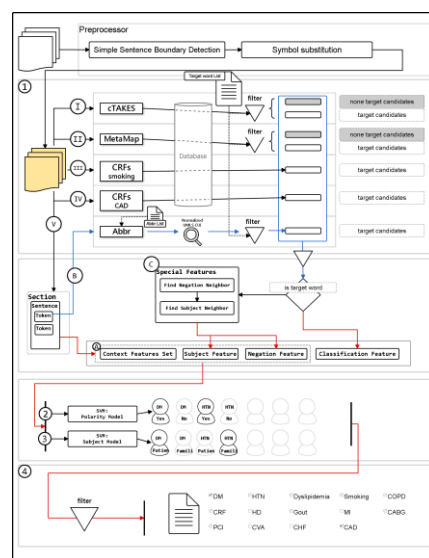 Preprocessor
Simple Sentence Boundary Detection
Symbol substitution
1
Target word List
I
cTAKES
filter
none target candidates
target candidates
II
MetaMap
filter
none target candidates
target candidates
Database
III
CRFs
smoking
target candidates
IV
CRFs
CAD
target candidates
V
Abbr
Abbr List
Normalized
UMLS CUI
filter
target candidates
B
C
Special Features
Find Negation Neighbor
Find Subject Neighbor
is target word
Section
Sentence
Token
Token
A
Context Features Set
Subject Feature
Negation Feature
Classification Feature
2
SVM:
Polarity Model
DM
Yes
DM
No
HTN
Yes
HTN
No
3
SVM:
Subject Model
DM
Patien
DM
Famili
HTN
Patien
HTN
Famili
4
filter
DM
HTN
Dyslipidemia
Smoking
COPD
CRF
HD
Gout
MI
CABG
PCI
CVA
CHF
CAD